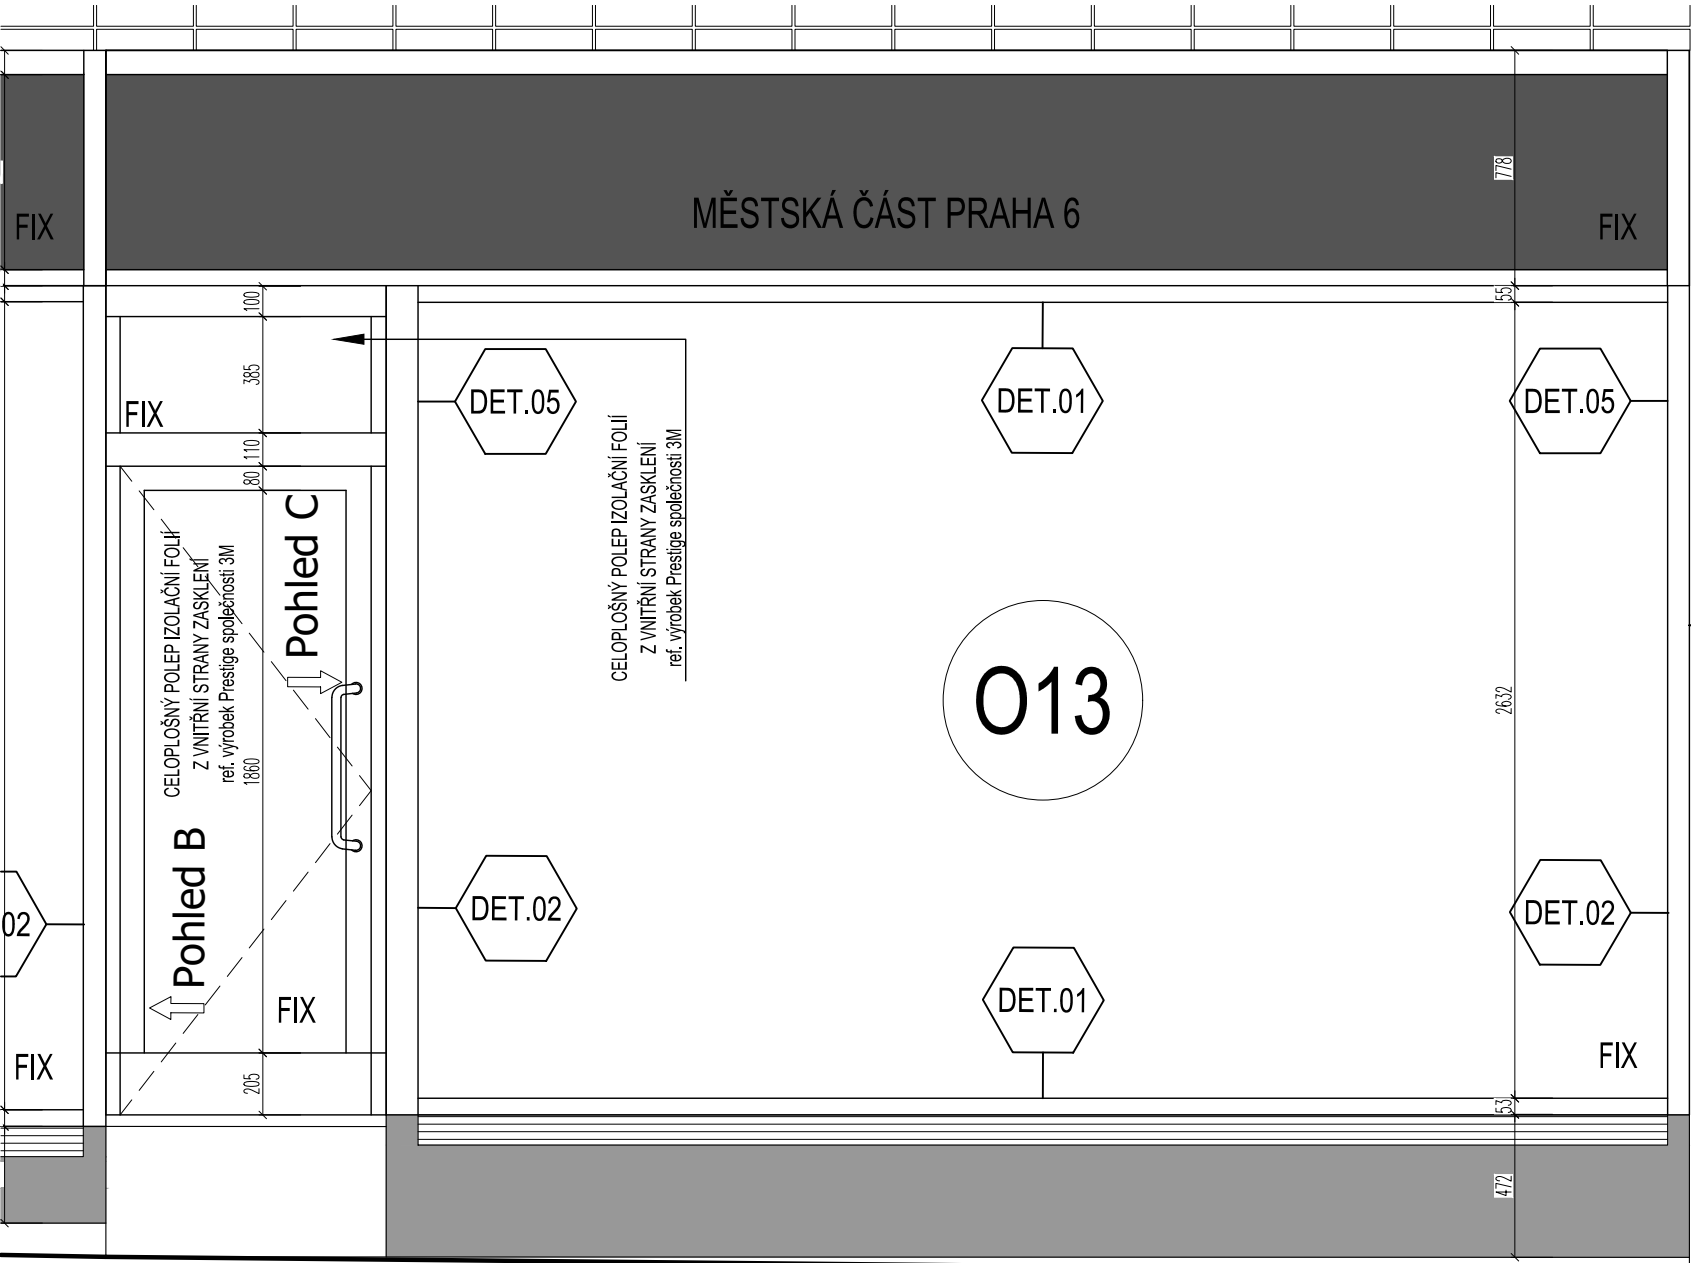 MĚSTSKÁ ČÁST PRAHA 6
FIX
FIX
778
55
100
385
110
80
1860
205
FIX
DET.05
DET.01
DET.05
CELOPLOŠNÝ POLEP IZOLAČNÍ FOLIÍ
Z VNITŘNÍ STRANY ZASKLENÍ
ref. výrobek Prestige společnosti 3M
Pohled C
CELOPLOŠNÝ POLEP IZOLAČNÍ FOLIÍ
Z VNITŘNÍ STRANY ZASKLENÍ
ref. výrobek Prestige společnosti 3M
Pohled B
O13
2632
02
DET.02
DET.02
DET.01
FIX
FIX
FIX
53
472